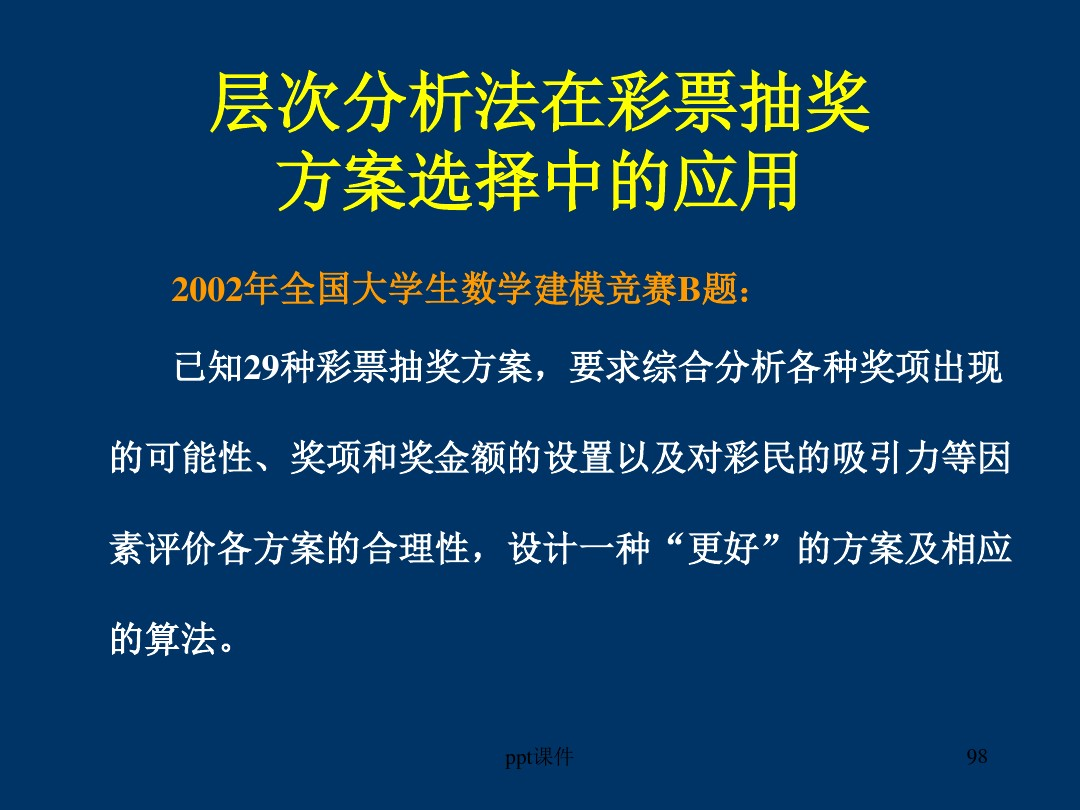 层次分析法在彩票抽奖
方案选择中的应用
2002年全国大学生数学建模竞赛B题：
已知29种彩票抽奖方案，要求综合分析各种奖项出现
的可能性、奖项和奖金额的设置以及对彩民的吸引力等因
素评价各方案的合理性，设计一种“更好”的方案及相应
的算法。
ppt课件
98